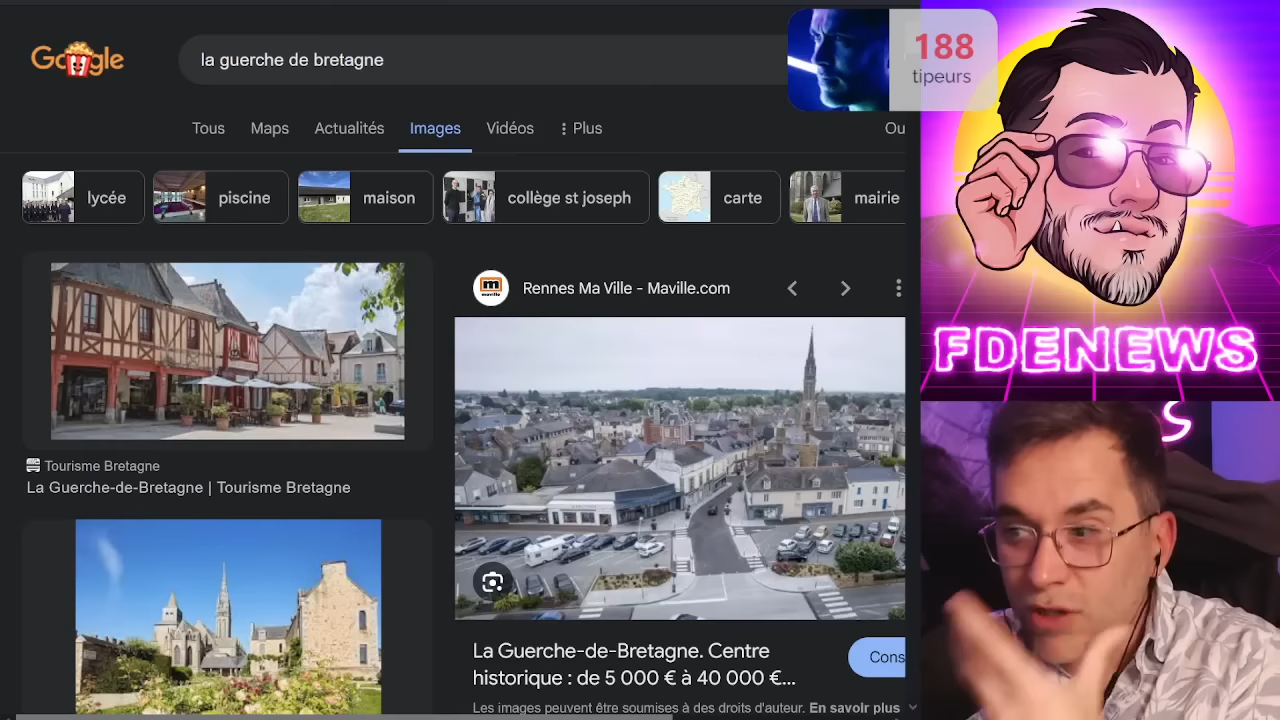 Google
la guerche de bretagne
188
tipeurs
Tous
Maps
Actualités
Images
Vidéos
Plus
Ou
lycée
piscine
maison
collège st joseph
carte
mairie
m
maville
Rennes Ma Ville - Maville.com
FDENEWS
S
Tourisme Bretagne
La Guerche-de-Bretagne | Tourisme Bretagne
La Guerche-de-Bretagne. Centre
historique : de 5 000 € à 40 000 €...
Cons
Les images peuvent être soumises à des droits d'auteur. En savoir plus